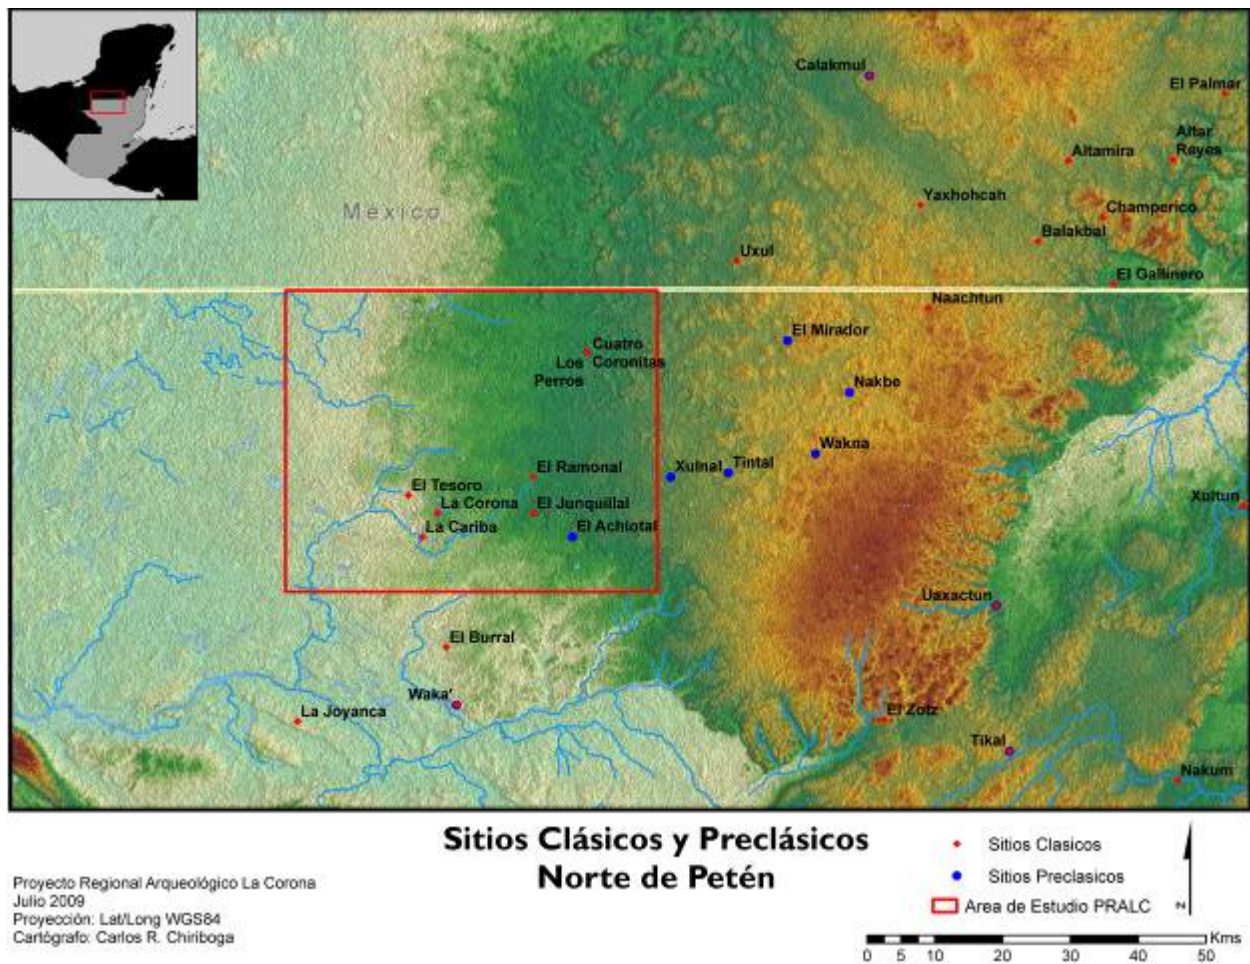 Calakmul
El Palmar
Altar
Reyes
Altamira
Mexico
Yaxhohcah
Champerico
Balakbal
Uxul
El Gallinero
Naachtun
El Mirador
Cuatro
Coronitas
Los
Perros
Nakbe
Wakna
El Ramonal
Xulnal
Tintal
El Tesoro
La Corona
El Junquillal
Xultun
La Cariba
El Achiotal
Uaxactun
El Burral
Waka'
La Joyanca
El Zotz
Tikal
Nakum
Sitios Clásicos y Preclásicos
Norte de Petén
Proyecto Regional Arqueológico La Corona
Julio 2009
Proyección: Lat/Long WGS84
Cartógrafo: Carlos R. Chiriboga
Sitios Clasicos
Sitios Preclasicos
Area de Estudio PRALC
N
Kms
0 5 10 20 30 40 50